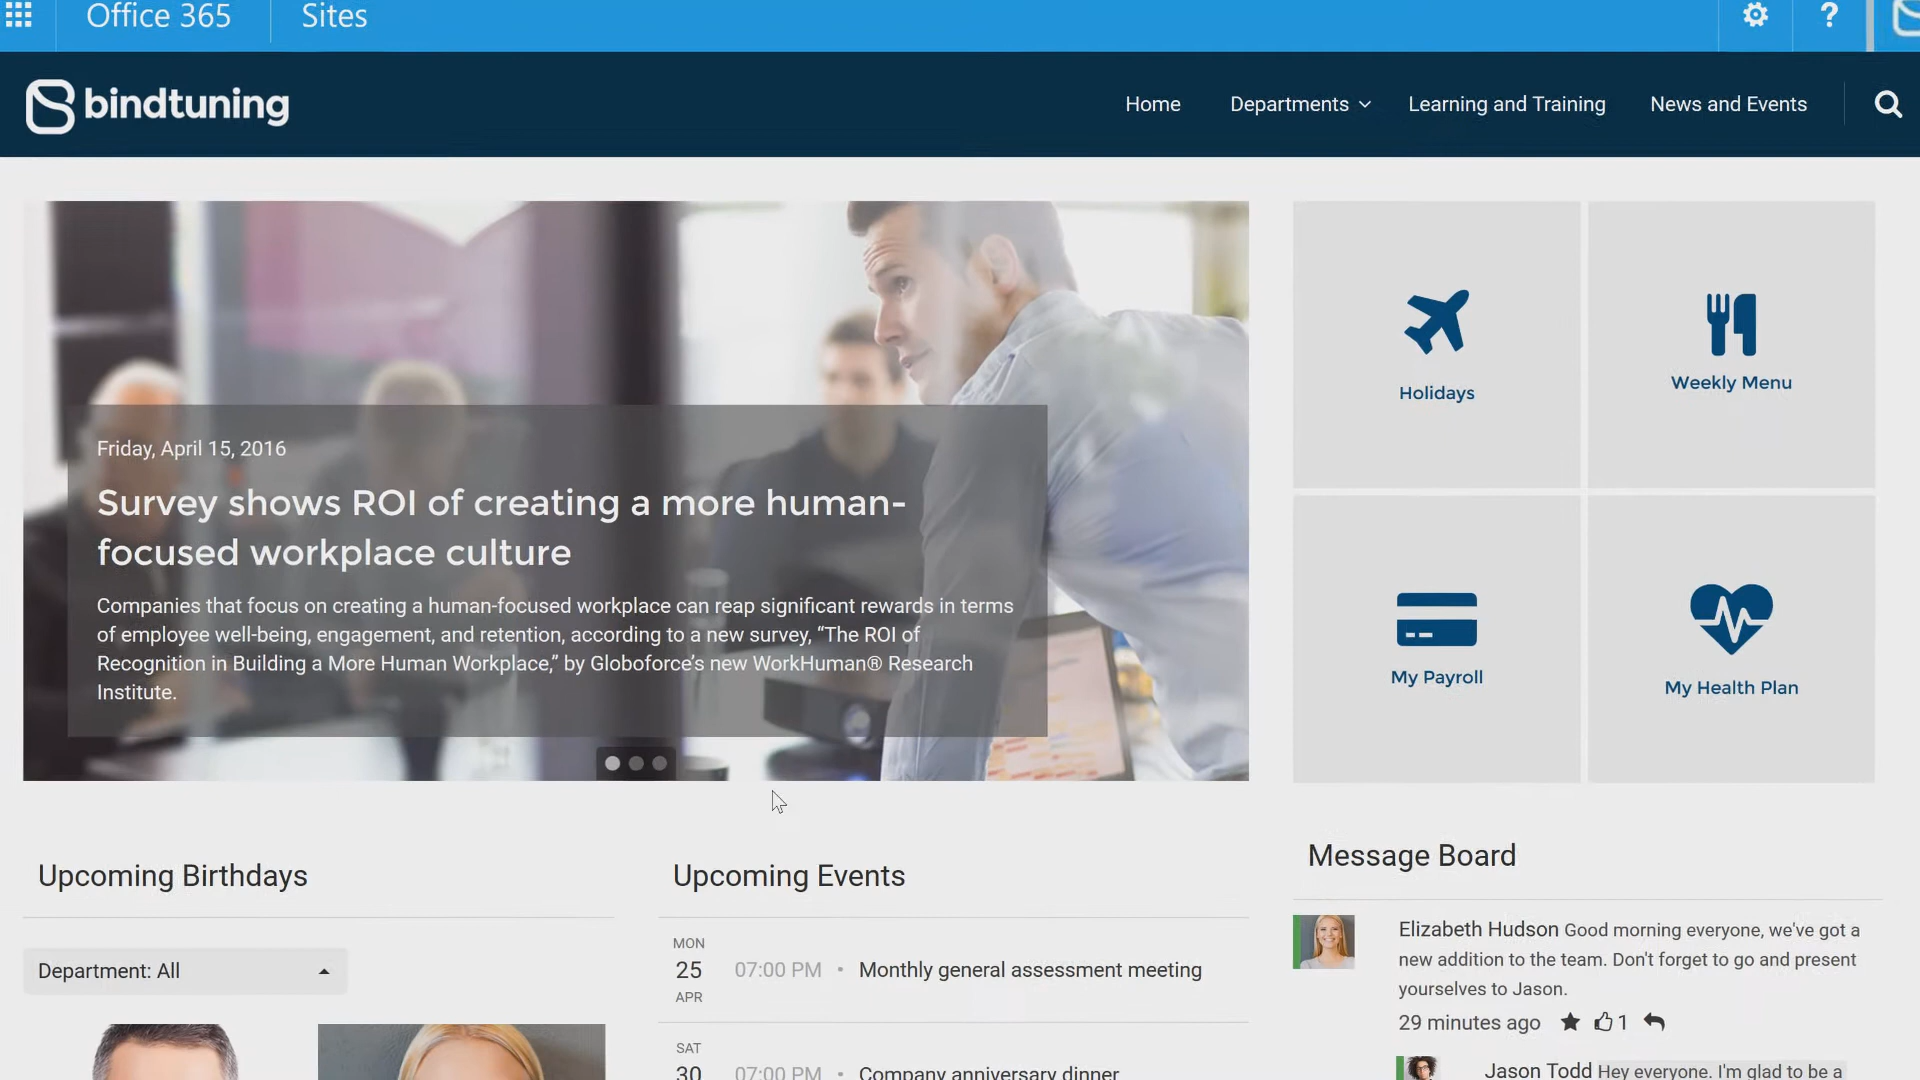 Office 365
Sites
bindtuning
Home
Departments
Learning and Training
News and Events
Friday, April 15, 2016
Survey shows ROI of creating a more human-
focused workplace culture
Companies that focus on creating a human-focused workplace can reap significant rewards in terms
of employee well-being, engagement, and retention, according to a new survey, “The ROI of
Recognition in Building a More Human Workplace,” by Globoforce’s new WorkHuman® Research
Institute.
Holidays
Weekly Menu
My Payroll
My Health Plan
Upcoming Birthdays
Department: All
Upcoming Events
MON
25
APR
07:00 PM • Monthly general assessment meeting
SAT
30
07:00 PM • Company anniversary dinner
Message Board
Elizabeth Hudson Good morning everyone, we've got a
new addition to the team. Don't forget to go and present
yourselves to Jason.
29 minutes ago 1
Jason Todd Hey everyone. I'm glad to be a